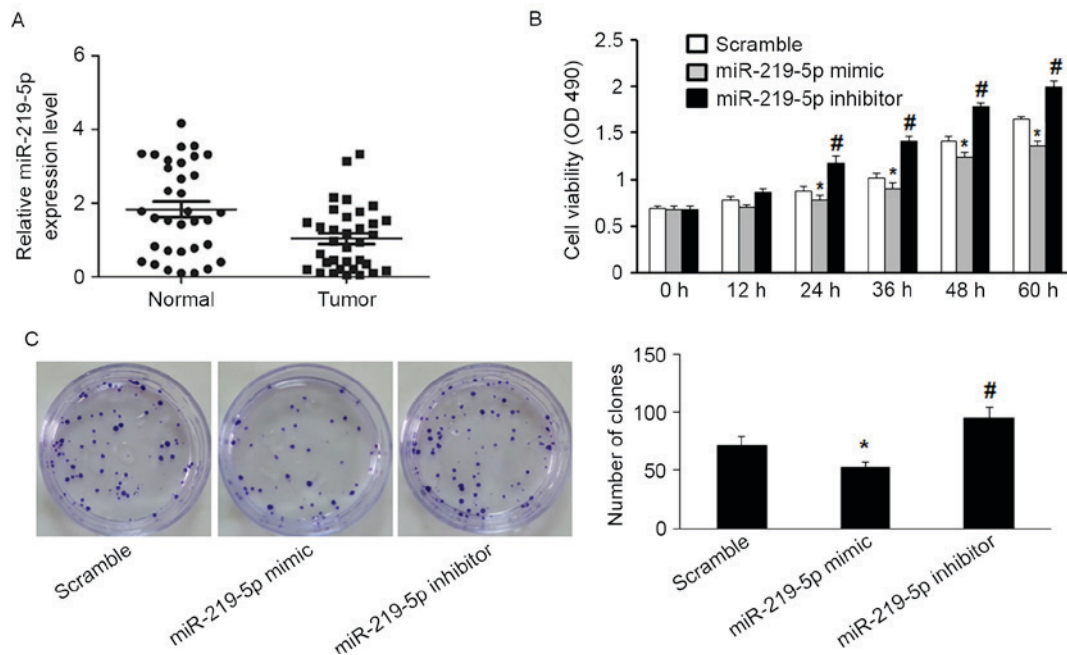 A
Relative miR-219-5p
expression level
6
4
2
0
Normal
Tumor
B
Cell viability (OD 490)
2.5
2
1.5
1
0.5
0
Scramble
miR-219-5p mimic
miR-219-5p inhibitor
#
#
#
#
*
*
*
*
0 h
12 h
24 h
36 h
48 h
60 h
C
Scramble
miR-219-5p mimic
miR-219-5p inhibitor
Number of clones
150
100
50
0
*
#
Scramble
miR-219-5p mimic
miR-219-5p inhibitor